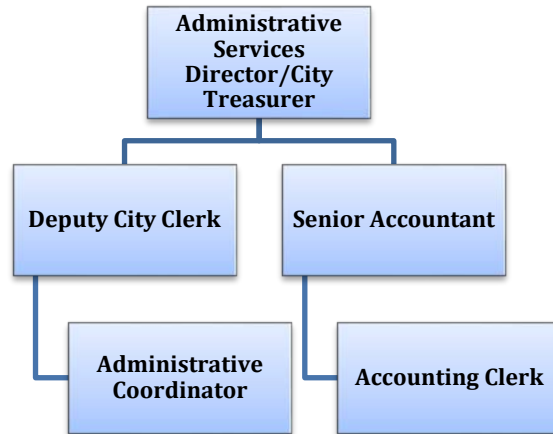 Administrative
Services
Director/City
Treasurer
Deputy City Clerk
Senior Accountant
Administrative
Coordinator
Accounting Clerk